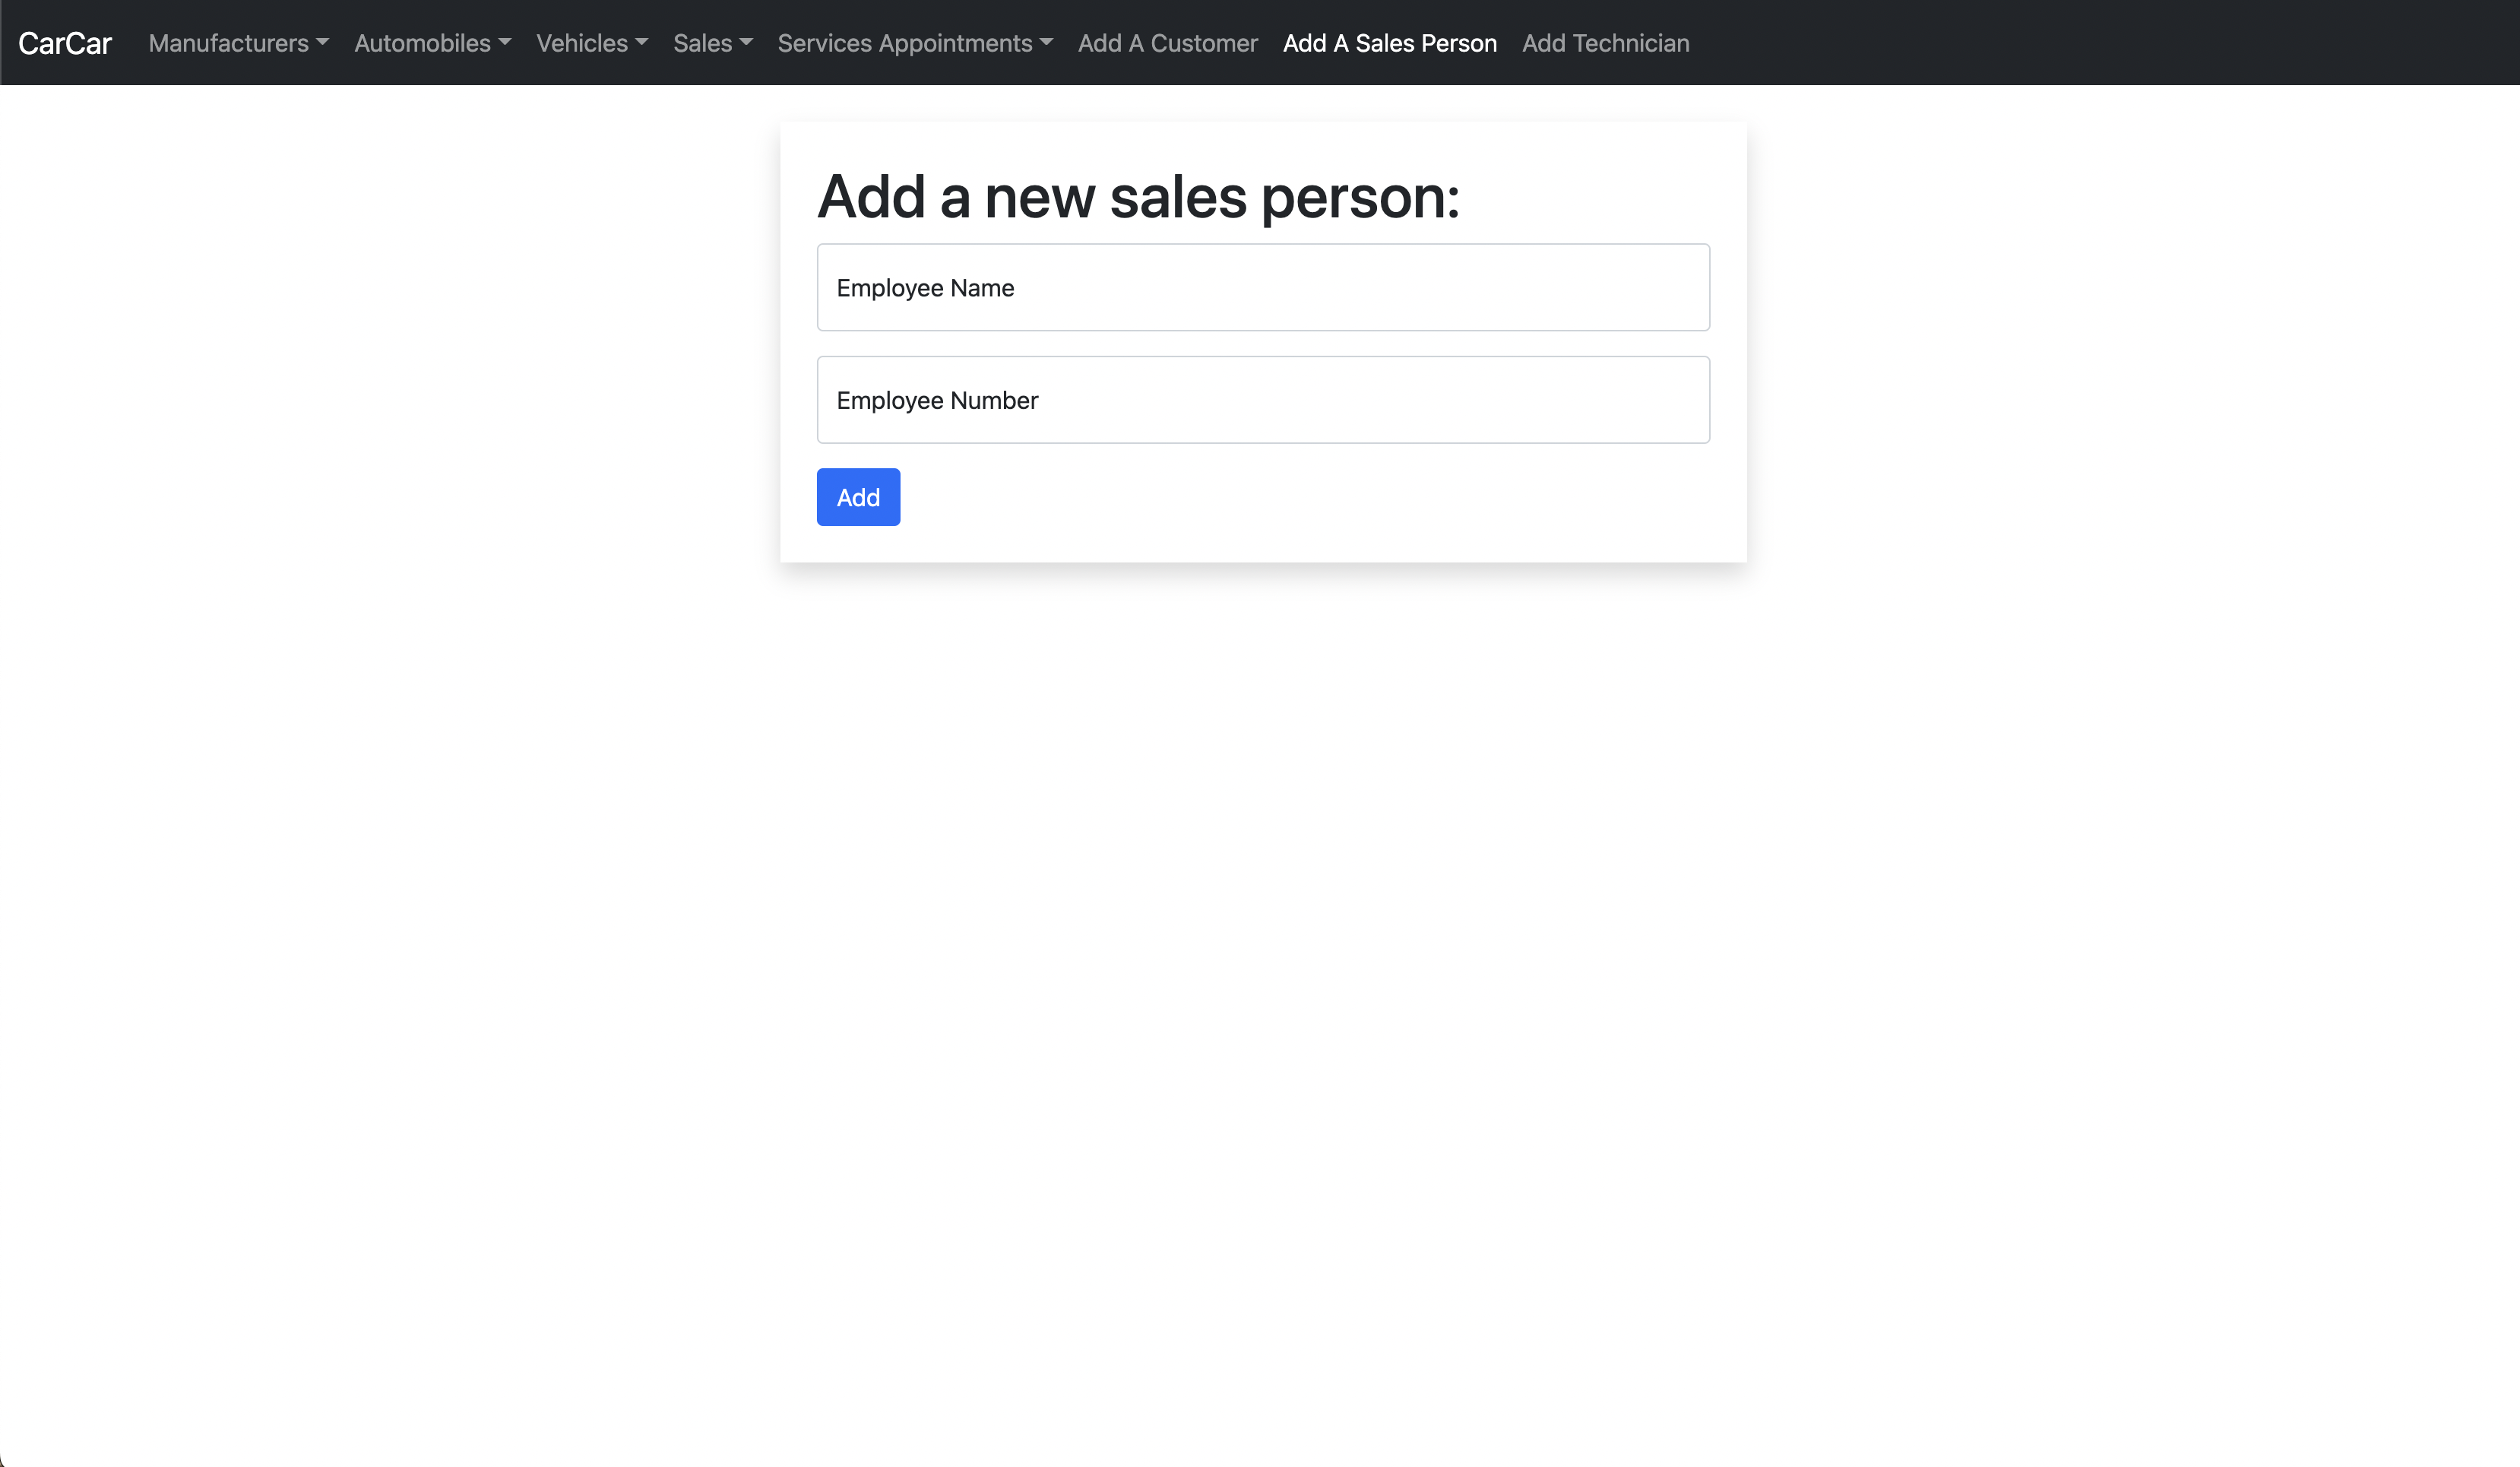 CarCar Manufacturers Automobiles Vehicles Sales Services Appointments Add A Customer Add A Sales Person Add Technician
Add a new sales person:
Employee Name
Employee Number
Add